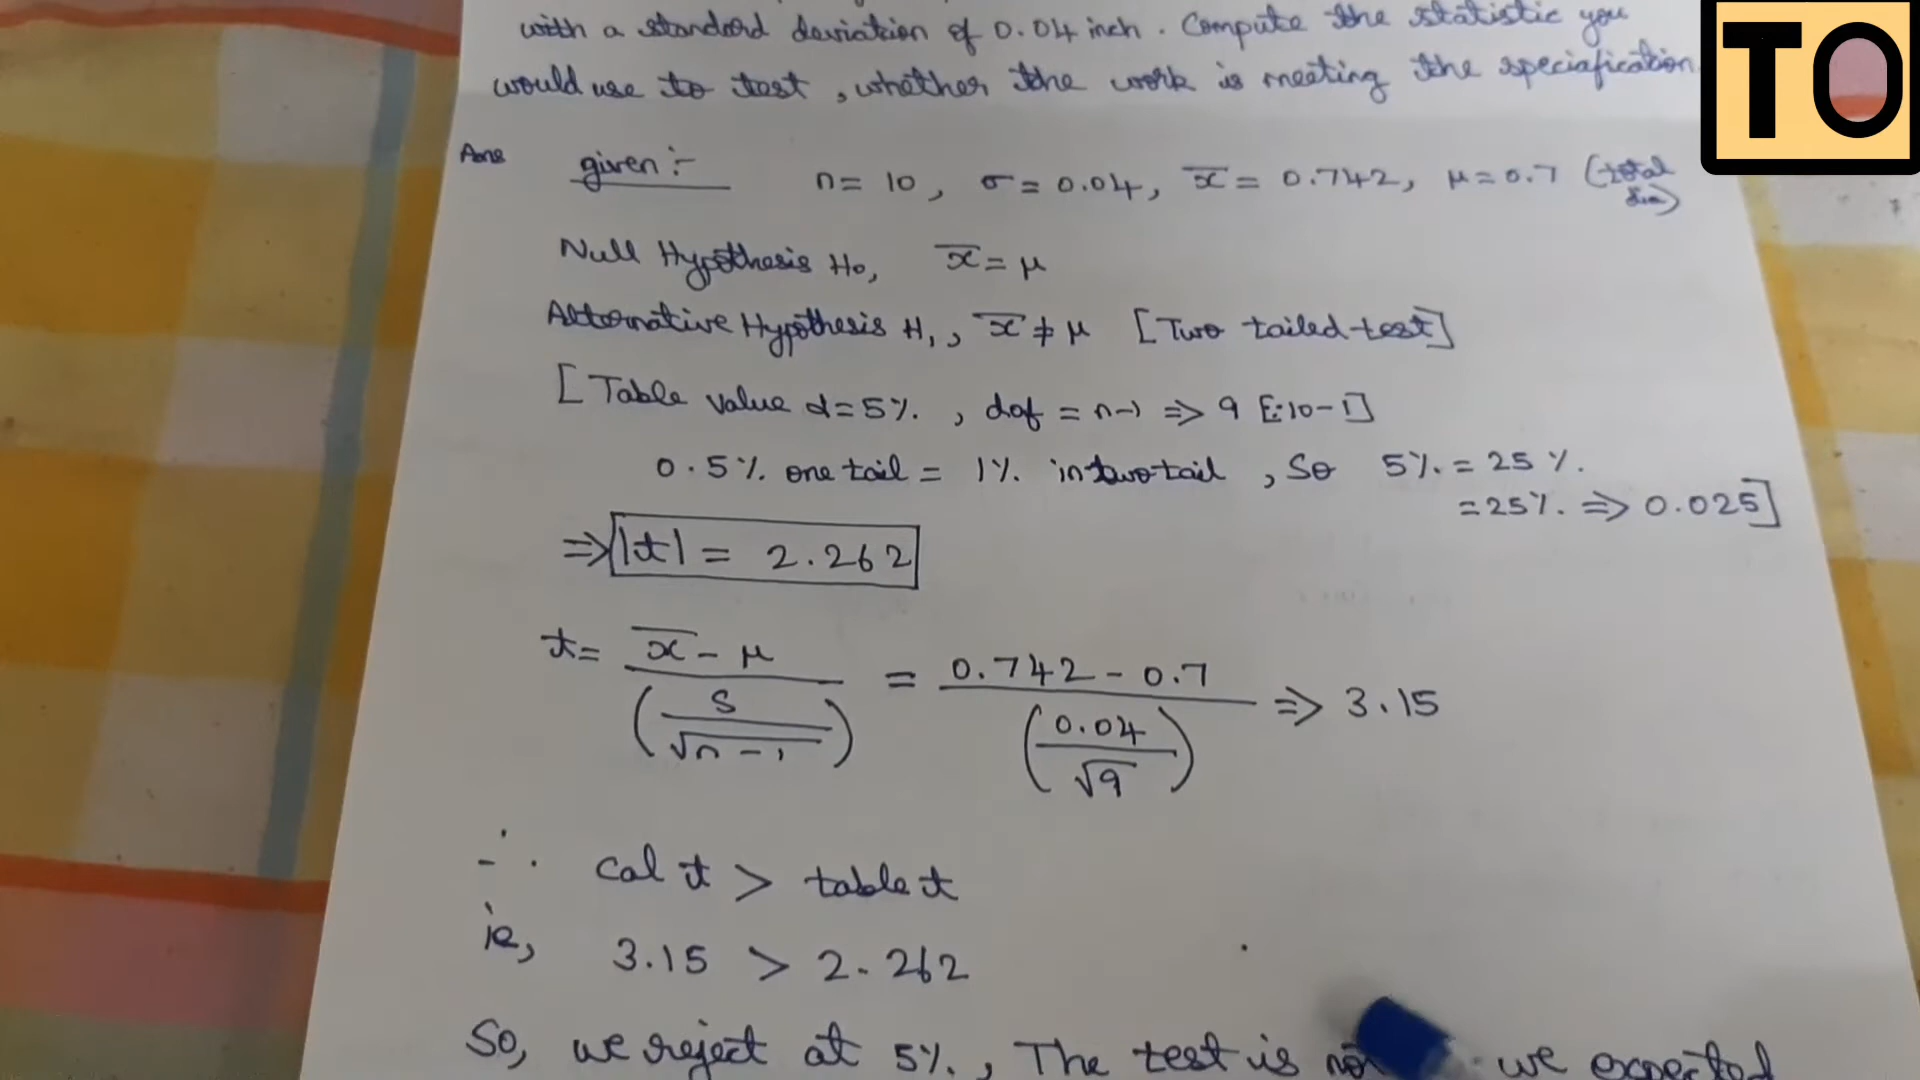 with a standard deviation of 0.04 inch. Compute the statistic you
would use to test, whether the work is meeting the speciafication
TO
Ans given :- n = 10, σ = 0.04, x̄ = 0.742, μ = 0.7 (total dia)
Null Hypothesis H₀, x̄ = μ
Alternative Hypothesis H₁, x̄ ≠ μ [Two tailed-test]
[Table value α=5%, dof = n-1 => 9 [∵10-1]
0.5% one tail = 1% in two tail, So 5% = 25%.
= 25% => 0.025]
=> |t| = 2.262
t = x̄ - μ / (s / √n-1) = 0.742 - 0.7 / (0.04 / √9) => 3.15
∴ cal t > table t
ie, 3.15 > 2.262
So, we reject at 5%., The test is we expected